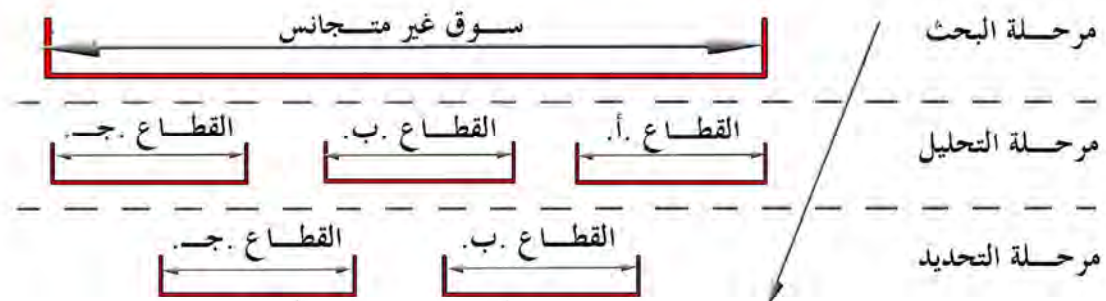 مرحلة البحث
سوق غير متجانس
مرحلة التحليل
القطاع .أ.
القطاع .ب.
القطاع .جـ.
مرحلة التحديد
القطاع .ب.
القطاع .جـ.